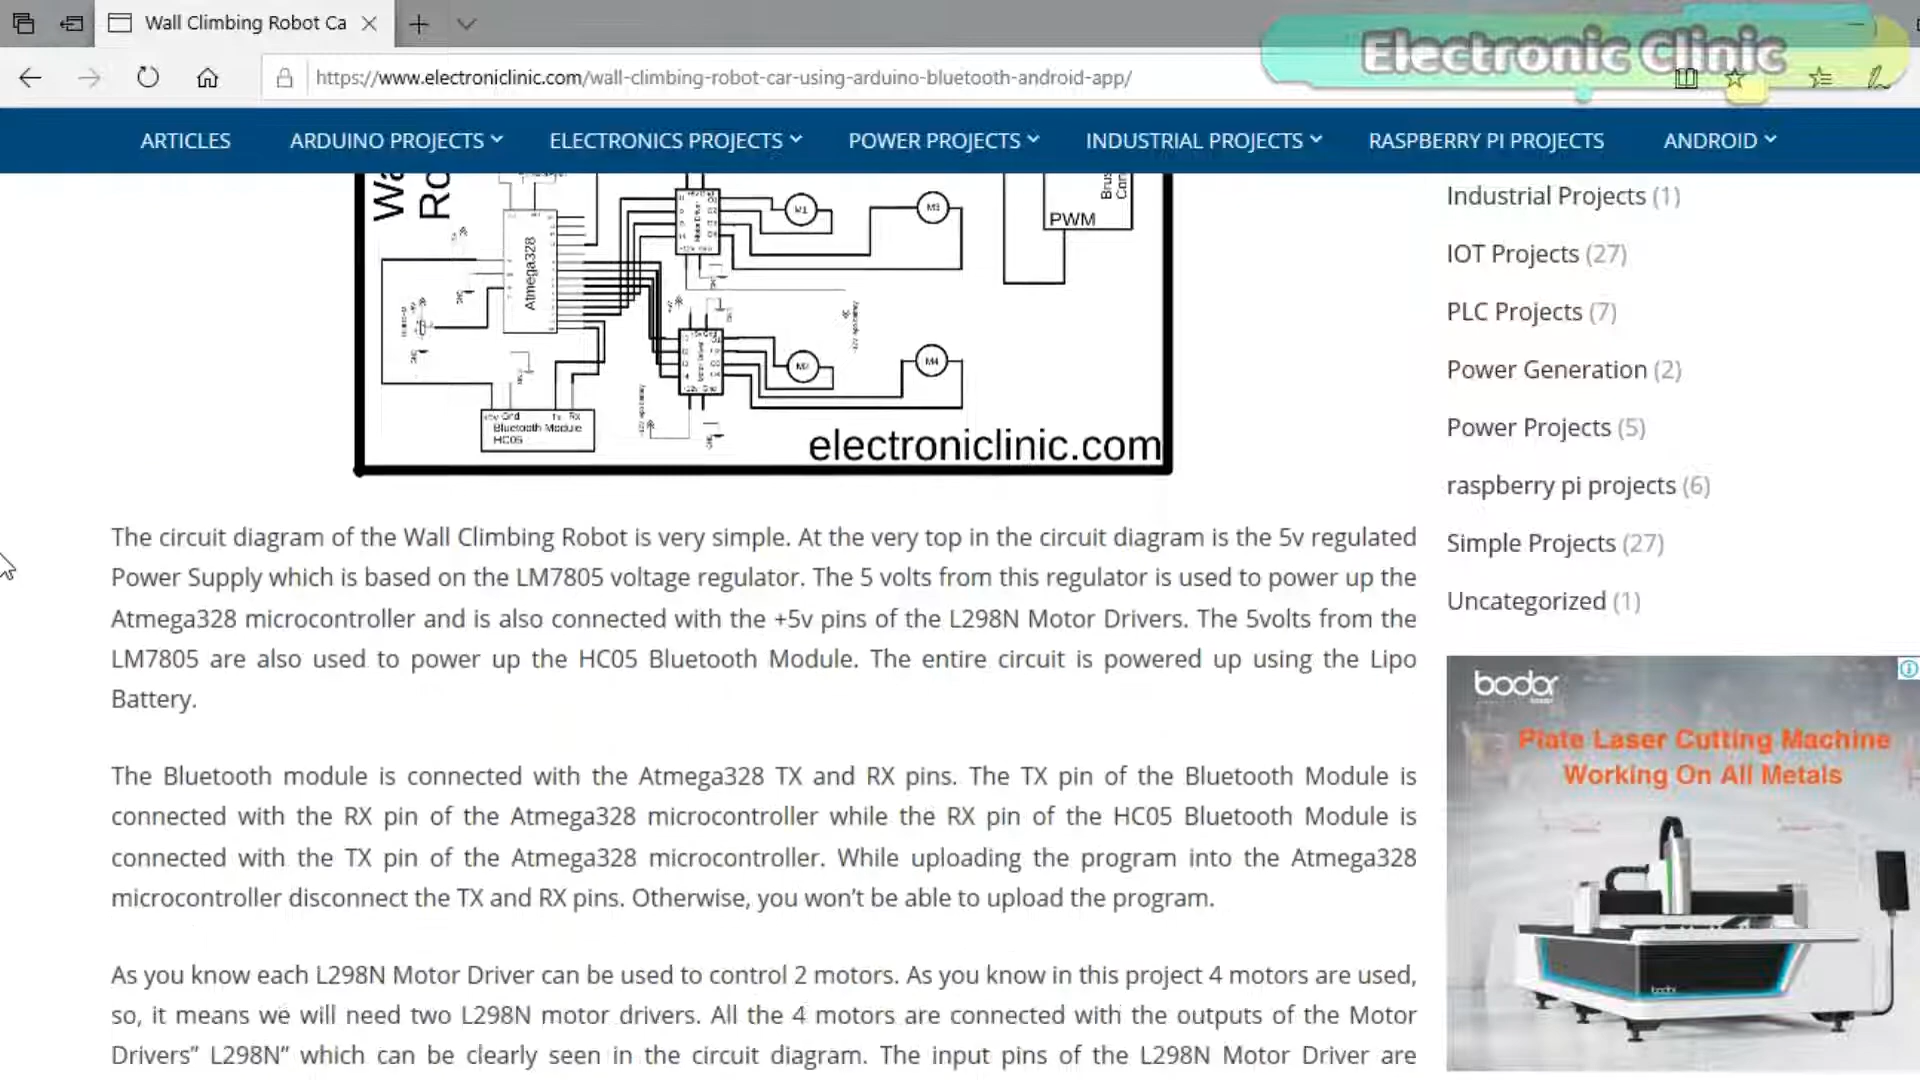 Wall Climbing Robot Ca
Electronic Clinic
https://www.electroniclinic.com/wall-climbing-robot-car-using-arduino-bluetooth-android-app/
ARTICLES ARDUINO PROJECTS ELECTRONICS PROJECTS POWER PROJECTS INDUSTRIAL PROJECTS RASPBERRY PI PROJECTS ANDROID
Atmega328
Motor Driver
M1
M3
PWM
Motor Driver
M2
M4
+5v Gnd Tx Rx
Bluetooth Module
HC05
electroniclinic.com
The circuit diagram of the Wall Climbing Robot is very simple. At the very top in the circuit diagram is the 5v regulated
Power Supply which is based on the LM7805 voltage regulator. The 5 volts from this regulator is used to power up the
Atmega328 microcontroller and is also connected with the +5v pins of the L298N Motor Drivers. The 5volts from the
LM7805 are also used to power up the HC05 Bluetooth Module. The entire circuit is powered up using the Lipo
Battery.
The Bluetooth module is connected with the Atmega328 TX and RX pins. The TX pin of the Bluetooth Module is
connected with the RX pin of the Atmega328 microcontroller while the RX pin of the HC05 Bluetooth Module is
connected with the TX pin of the Atmega328 microcontroller. While uploading the program into the Atmega328
microcontroller disconnect the TX and RX pins. Otherwise, you won’t be able to upload the program.
As you know each L298N Motor Driver can be used to control 2 motors. As you know in this project 4 motors are used,
so, it means we will need two L298N motor drivers. All the 4 motors are connected with the outputs of the Motor
Drivers” L298N” which can be clearly seen in the circuit diagram. The input pins of the L298N Motor Driver are
Industrial Projects (1)
IOT Projects (27)
PLC Projects (7)
Power Generation (2)
Power Projects (5)
raspberry pi projects (6)
Simple Projects (27)
Uncategorized (1)
bodor
Plate Laser Cutting Machine
Working On All Metals
bodor